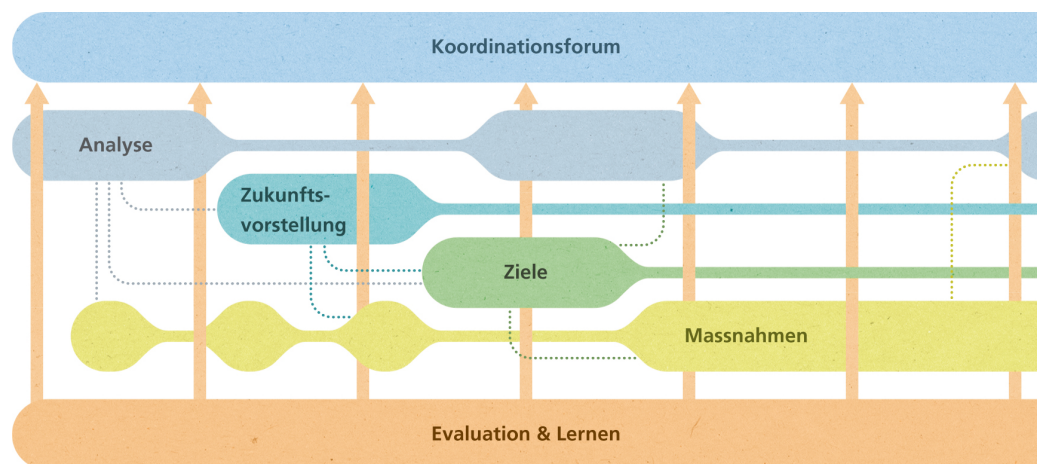 Koordinationsforum
Analyse
Zukunfts-
vorstellung
Ziele
Massnahmen
Evaluation & Lernen